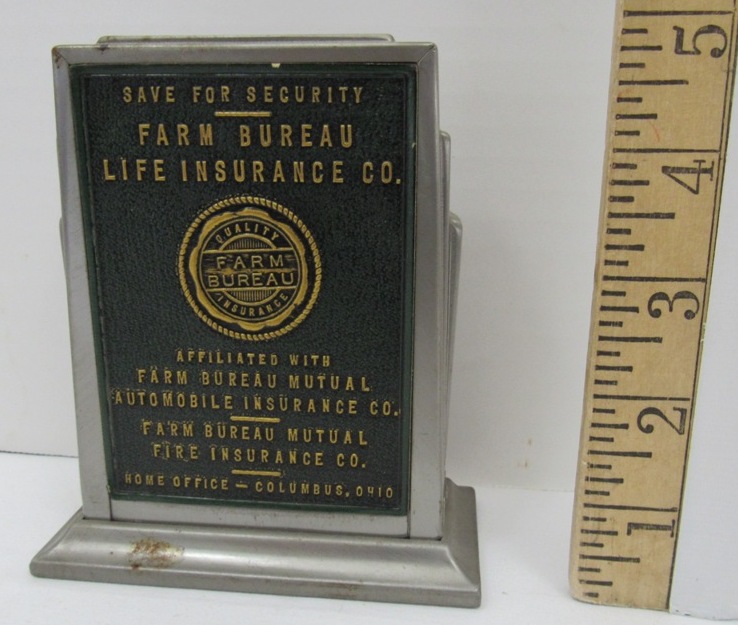 SAVE FOR SECURITY
FARM BUREAU
LIFE INSURANCE CO.
QUALITY
FARM
BUREAU
INSURANCE
AFFILIATED WITH
FARM BUREAU MUTUAL
AUTOMOBILE INSURANCE CO.
FARM BUREAU MUTUAL
FIRE INSURANCE CO.
HOME OFFICE — COLUMBUS, OHIO
5
4
3
2
1